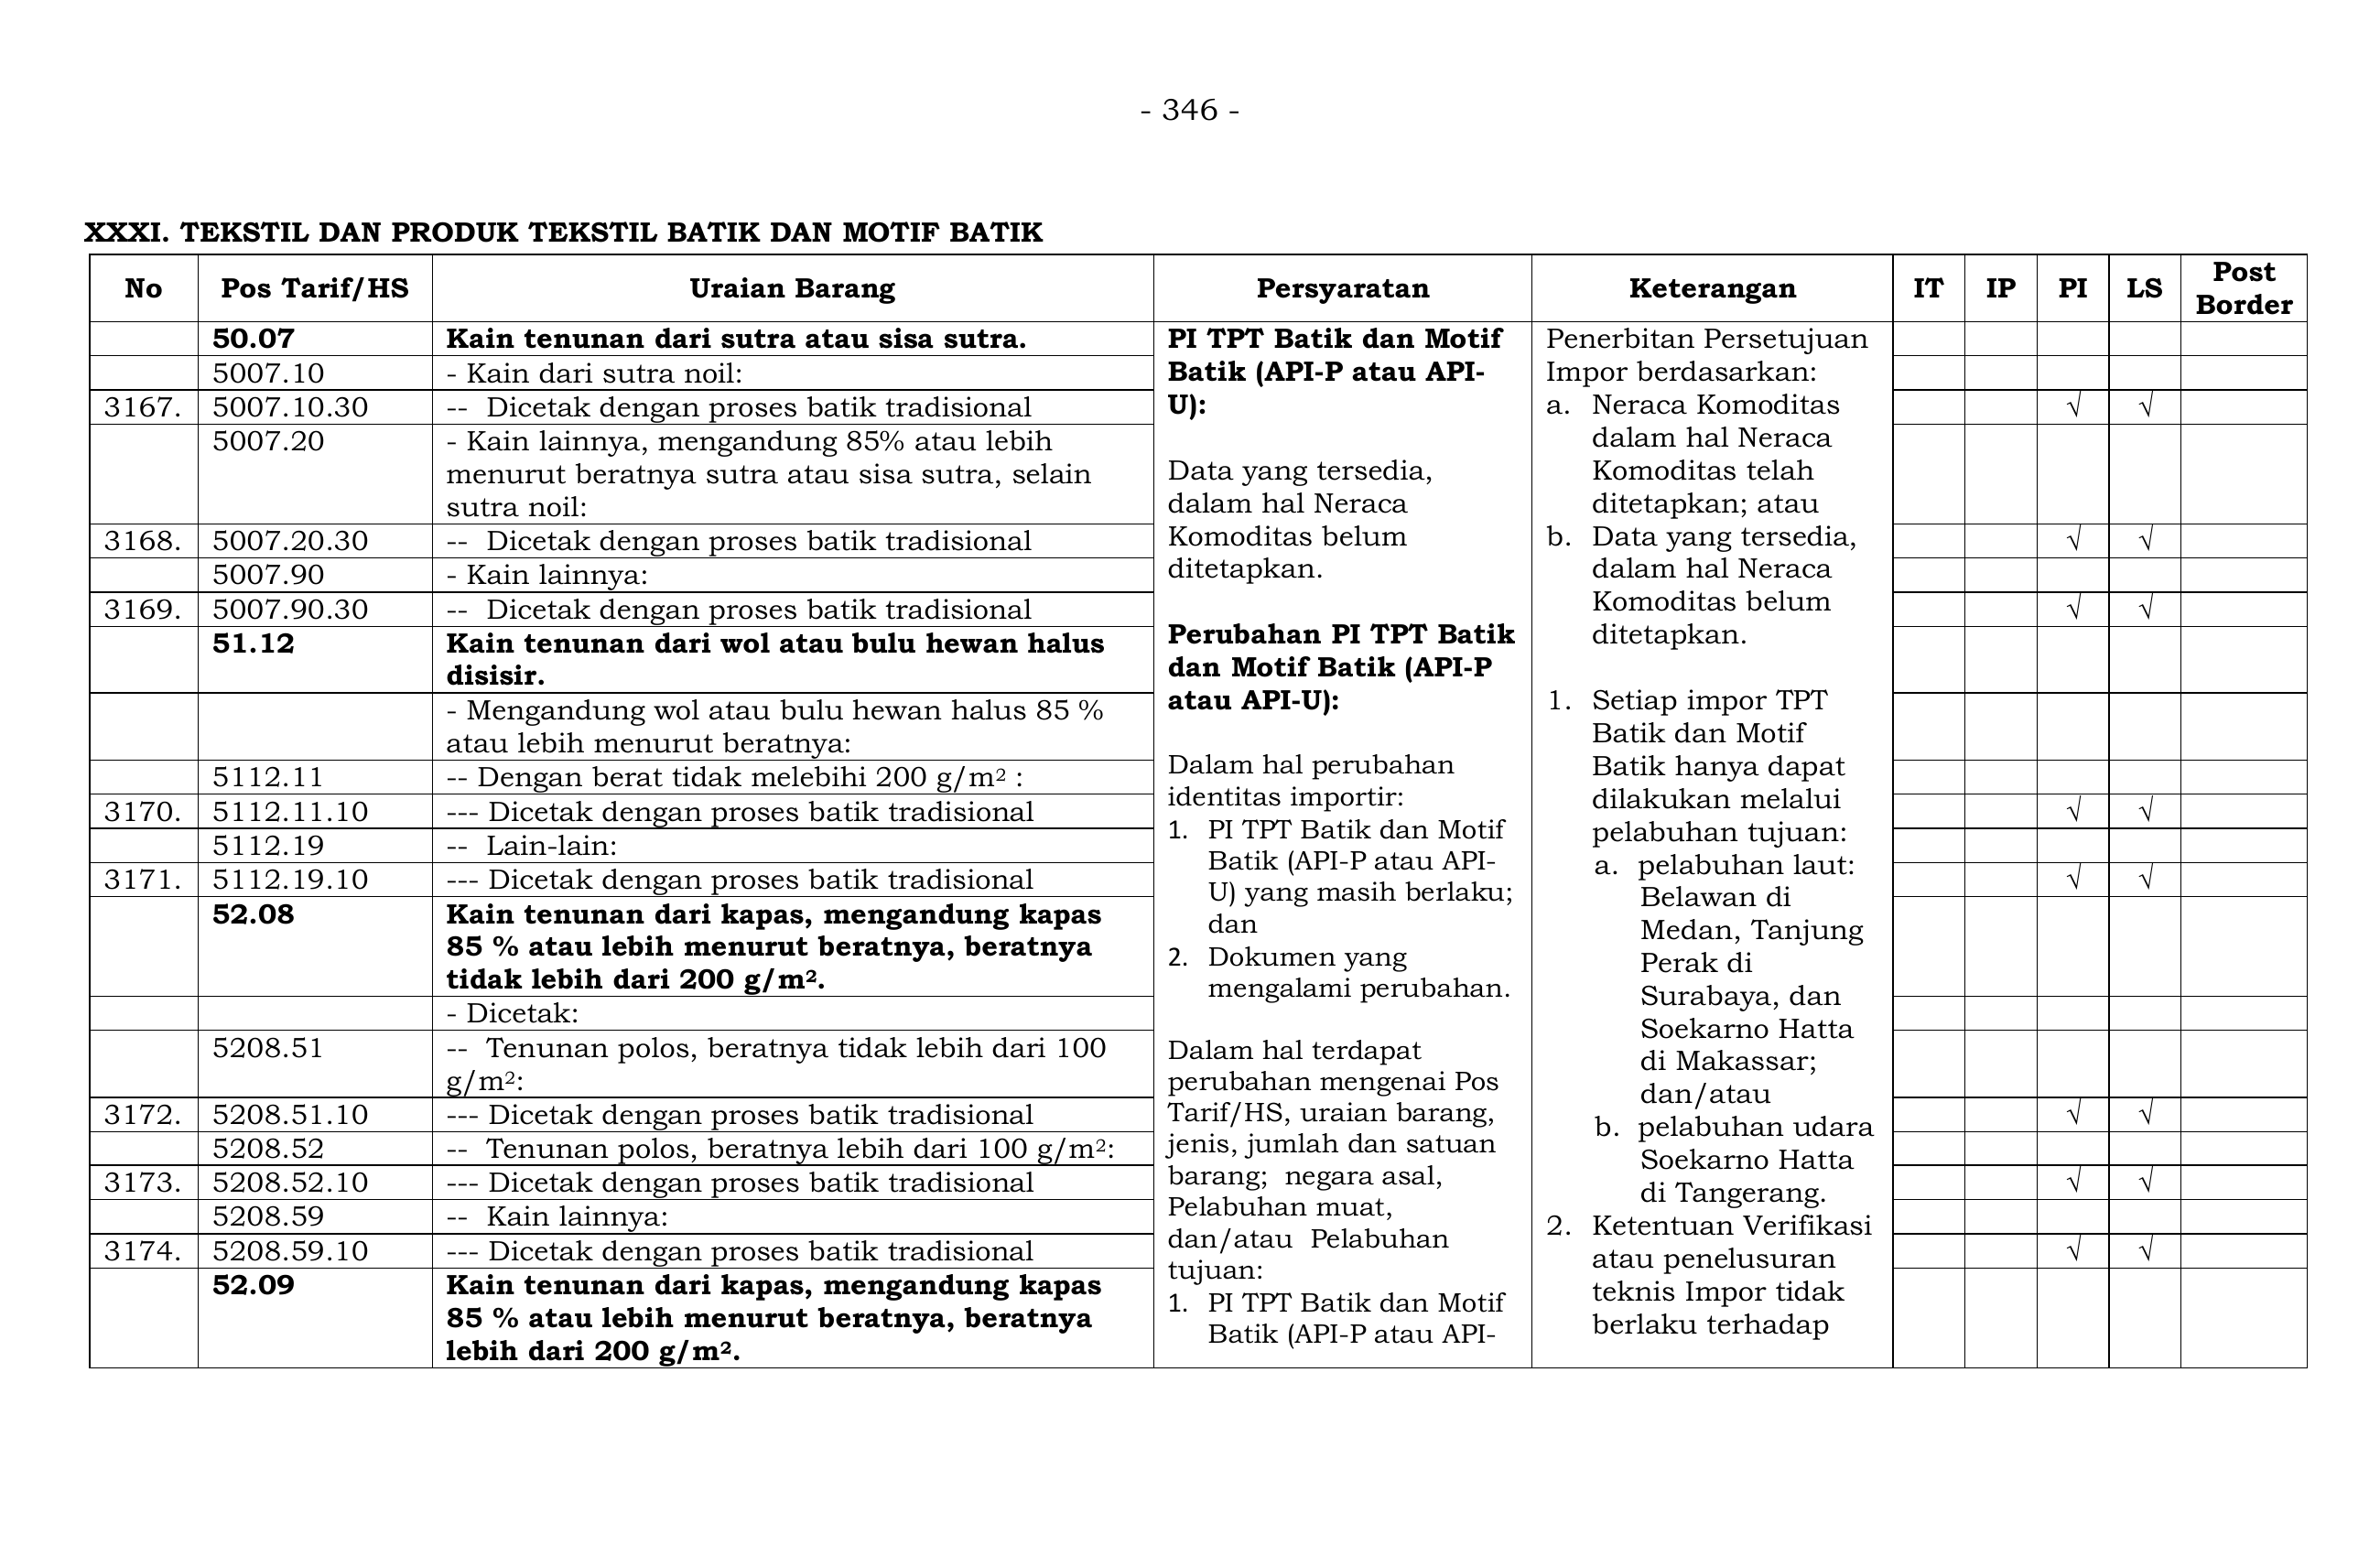 - 346 -
XXXI. TEKSTIL DAN PRODUK TEKSTIL BATIK DAN MOTIF BATIK
No Pos Tarif/HS Uraian Barang Persyaratan Keterangan IT IP PI LS Post Border
50.07 Kain tenunan dari sutra atau sisa sutra.
5007.10 - Kain dari sutra noil:
3167. 5007.10.30 -- Dicetak dengan proses batik tradisional √ √
5007.20 - Kain lainnya, mengandung 85% atau lebih
menurut beratnya sutra atau sisa sutra, selain
sutra noil:
3168. 5007.20.30 -- Dicetak dengan proses batik tradisional √ √
5007.90 - Kain lainnya:
3169. 5007.90.30 -- Dicetak dengan proses batik tradisional √ √
51.12 Kain tenunan dari wol atau bulu hewan halus
disisir.
- Mengandung wol atau bulu hewan halus 85 %
atau lebih menurut beratnya:
5112.11 -- Dengan berat tidak melebihi 200 g/m² :
3170. 5112.11.10 --- Dicetak dengan proses batik tradisional √ √
5112.19 -- Lain-lain:
3171. 5112.19.10 --- Dicetak dengan proses batik tradisional √ √
52.08 Kain tenunan dari kapas, mengandung kapas
85 % atau lebih menurut beratnya, beratnya
tidak lebih dari 200 g/m².
- Dicetak:
5208.51 -- Tenunan polos, beratnya tidak lebih dari 100
g/m²:
3172. 5208.51.10 --- Dicetak dengan proses batik tradisional √ √
5208.52 -- Tenunan polos, beratnya lebih dari 100 g/m²:
3173. 5208.52.10 --- Dicetak dengan proses batik tradisional √ √
5208.59 -- Kain lainnya:
3174. 5208.59.10 --- Dicetak dengan proses batik tradisional √ √
52.09 Kain tenunan dari kapas, mengandung kapas
85 % atau lebih menurut beratnya, beratnya
lebih dari 200 g/m².
PI TPT Batik dan Motif
Batik (API-P atau API-
U):
Data yang tersedia,
dalam hal Neraca
Komoditas belum
ditetapkan.
Perubahan PI TPT Batik
dan Motif Batik (API-P
atau API-U):
Dalam hal perubahan
identitas importir:
1. PI TPT Batik dan Motif
Batik (API-P atau API-
U) yang masih berlaku;
dan
2. Dokumen yang
mengalami perubahan.
Dalam hal terdapat
perubahan mengenai Pos
Tarif/HS, uraian barang,
jenis, jumlah dan satuan
barang; negara asal,
Pelabuhan muat,
dan/atau Pelabuhan
tujuan:
1. PI TPT Batik dan Motif
Batik (API-P atau API-
Penerbitan Persetujuan
Impor berdasarkan:
a. Neraca Komoditas
dalam hal Neraca
Komoditas telah
ditetapkan; atau
b. Data yang tersedia,
dalam hal Neraca
Komoditas belum
ditetapkan.
1. Setiap impor TPT
Batik dan Motif
Batik hanya dapat
dilakukan melalui
pelabuhan tujuan:
a. pelabuhan laut:
Belawan di
Medan, Tanjung
Perak di
Surabaya, dan
Soekarno Hatta
di Makassar;
dan/atau
b. pelabuhan udara
Soekarno Hatta
di Tangerang.
2. Ketentuan Verifikasi
atau penelusuran
teknis Impor tidak
berlaku terhadap